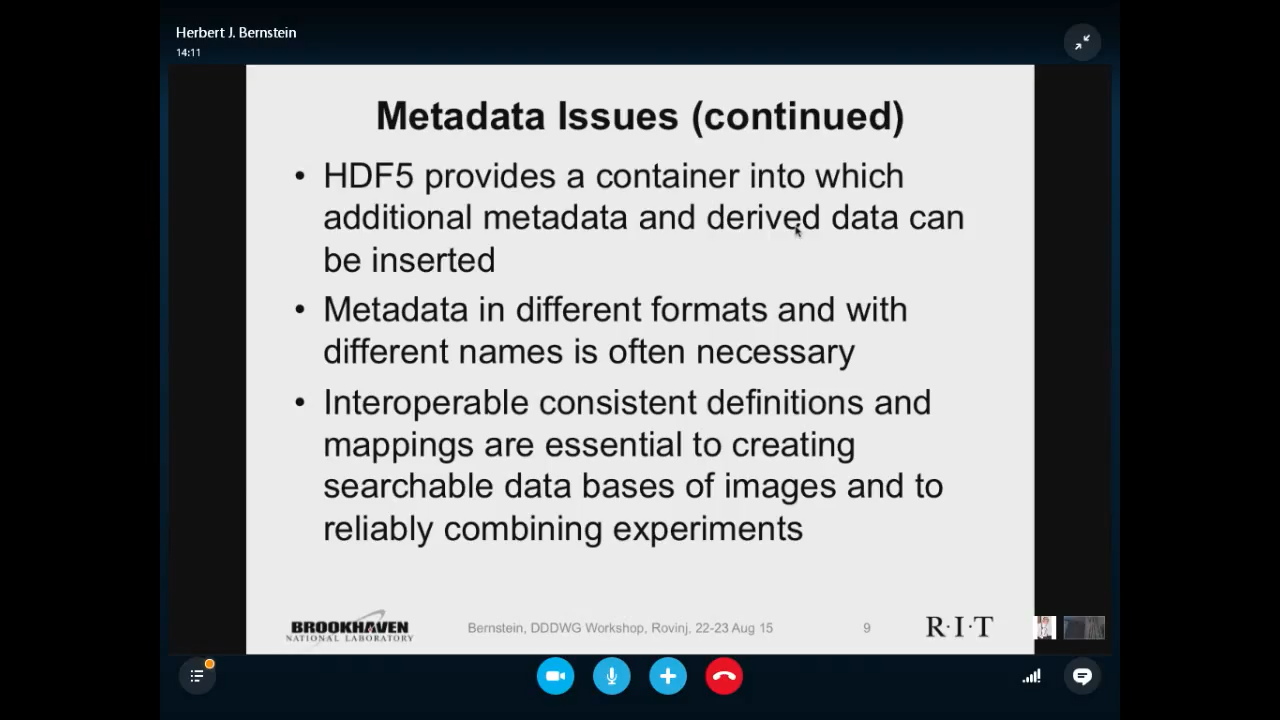 Herbert J. Bernstein
14:11
Metadata Issues (continued)
• HDF5 provides a container into which
additional metadata and derived data can
be inserted
• Metadata in different formats and with
different names is often necessary
• Interoperable consistent definitions and
mappings are essential to creating
searchable data bases of images and to
reliably combining experiments
BROOKHAVEN
NATIONAL LABORATORY
Bernstein, DDDWG Workshop, Rovinj, 22-23 Aug 15
9
R·I·T